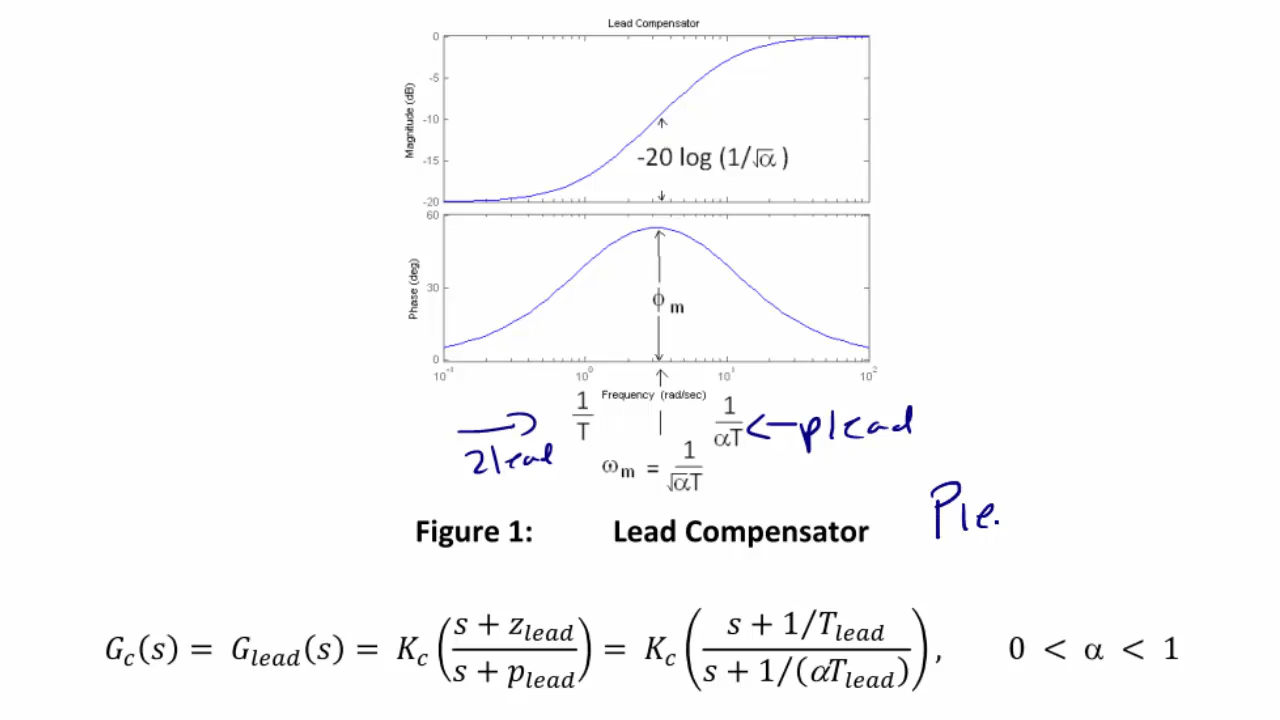 Lead Compensator
Magnitude (dB)
0
-5
-10
-15
-20
-20 log (1/√α )
Phase (deg)
60
30
0
ϕm
10⁻¹ 10⁰ 10¹ 10²
Frequency (rad/sec)
1/T
1/αT
zlead
plead
ωm = 1/√αT
Ple.
Figure 1: Lead Compensator
Gc(s) = Glead(s) = Kc((s + zlead)/(s + plead)) = Kc((s + 1/Tlead)/(s + 1/(αTlead))), 0 < α < 1